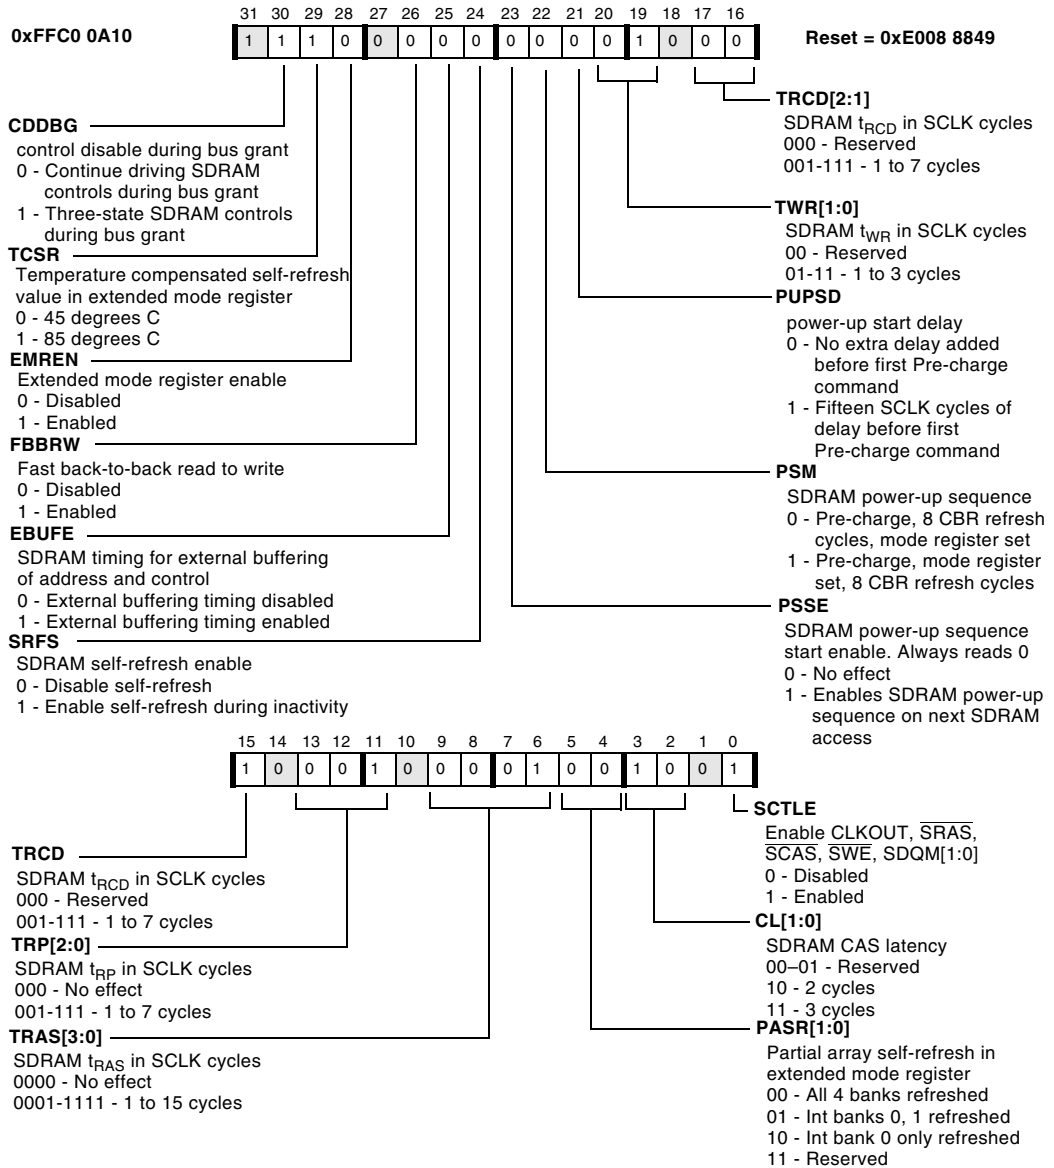 31 30 29 28 27 26 25 24 23 22 21 20 19 18 17 16
0xFFC0 0A10
1 1 1 0 0 0 0 0 0 0 0 0 1 0 0 0
Reset = 0xE008 8849
CDDBG
control disable during bus grant
0 - Continue driving SDRAM
controls during bus grant
1 - Three-state SDRAM controls
during bus grant
TCSR
Temperature compensated self-refresh
value in extended mode register
0 - 45 degrees C
1 - 85 degrees C
EMREN
Extended mode register enable
0 - Disabled
1 - Enabled
FBBRW
Fast back-to-back read to write
0 - Disabled
1 - Enabled
EBUFE
SDRAM timing for external buffering
of address and control
0 - External buffering timing disabled
1 - External buffering timing enabled
SRFS
SDRAM self-refresh enable
0 - Disable self-refresh
1 - Enable self-refresh during inactivity
TRCD[2:1]
SDRAM tRCD in SCLK cycles
000 - Reserved
001-111 - 1 to 7 cycles
TWR[1:0]
SDRAM tWR in SCLK cycles
00 - Reserved
01-11 - 1 to 3 cycles
PUPSD
power-up start delay
0 - No extra delay added
before first Pre-charge
command
1 - Fifteen SCLK cycles of
delay before first
Pre-charge command
PSM
SDRAM power-up sequence
0 - Pre-charge, 8 CBR refresh
cycles, mode register set
1 - Pre-charge, mode register
set, 8 CBR refresh cycles
PSSE
SDRAM power-up sequence
start enable. Always reads 0
0 - No effect
1 - Enables SDRAM power-up
sequence on next SDRAM
access
15 14 13 12 11 10 9 8 7 6 5 4 3 2 1 0
1 0 0 0 1 0 0 0 0 1 0 0 1 0 0 1
TRCD
SDRAM tRCD in SCLK cycles
000 - Reserved
001-111 - 1 to 7 cycles
TRP[2:0]
SDRAM tRP in SCLK cycles
000 - No effect
001-111 - 1 to 7 cycles
TRAS[3:0]
SDRAM tRAS in SCLK cycles
0000 - No effect
0001-1111 - 1 to 15 cycles
SCTLE
Enable CLKOUT, SRAS,
SCAS, SWE, SDQM[1:0]
0 - Disabled
1 - Enabled
CL[1:0]
SDRAM CAS latency
00–01 - Reserved
10 - 2 cycles
11 - 3 cycles
PASR[1:0]
Partial array self-refresh in
extended mode register
00 - All 4 banks refreshed
01 - Int banks 0, 1 refreshed
10 - Int bank 0 only refreshed
11 - Reserved